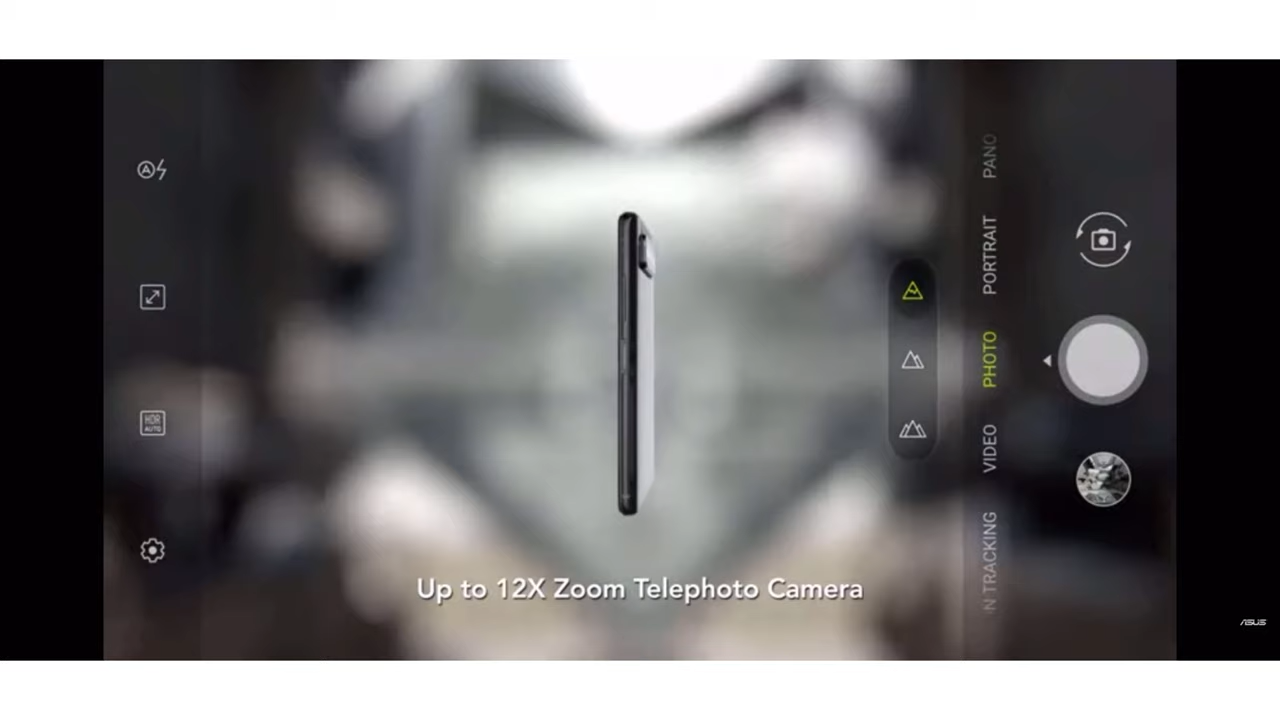 A
HDR
AUTO
PANO
PORTRAIT
PHOTO
VIDEO
N TRACKING
Up to 12X Zoom Telephoto Camera
ASUS